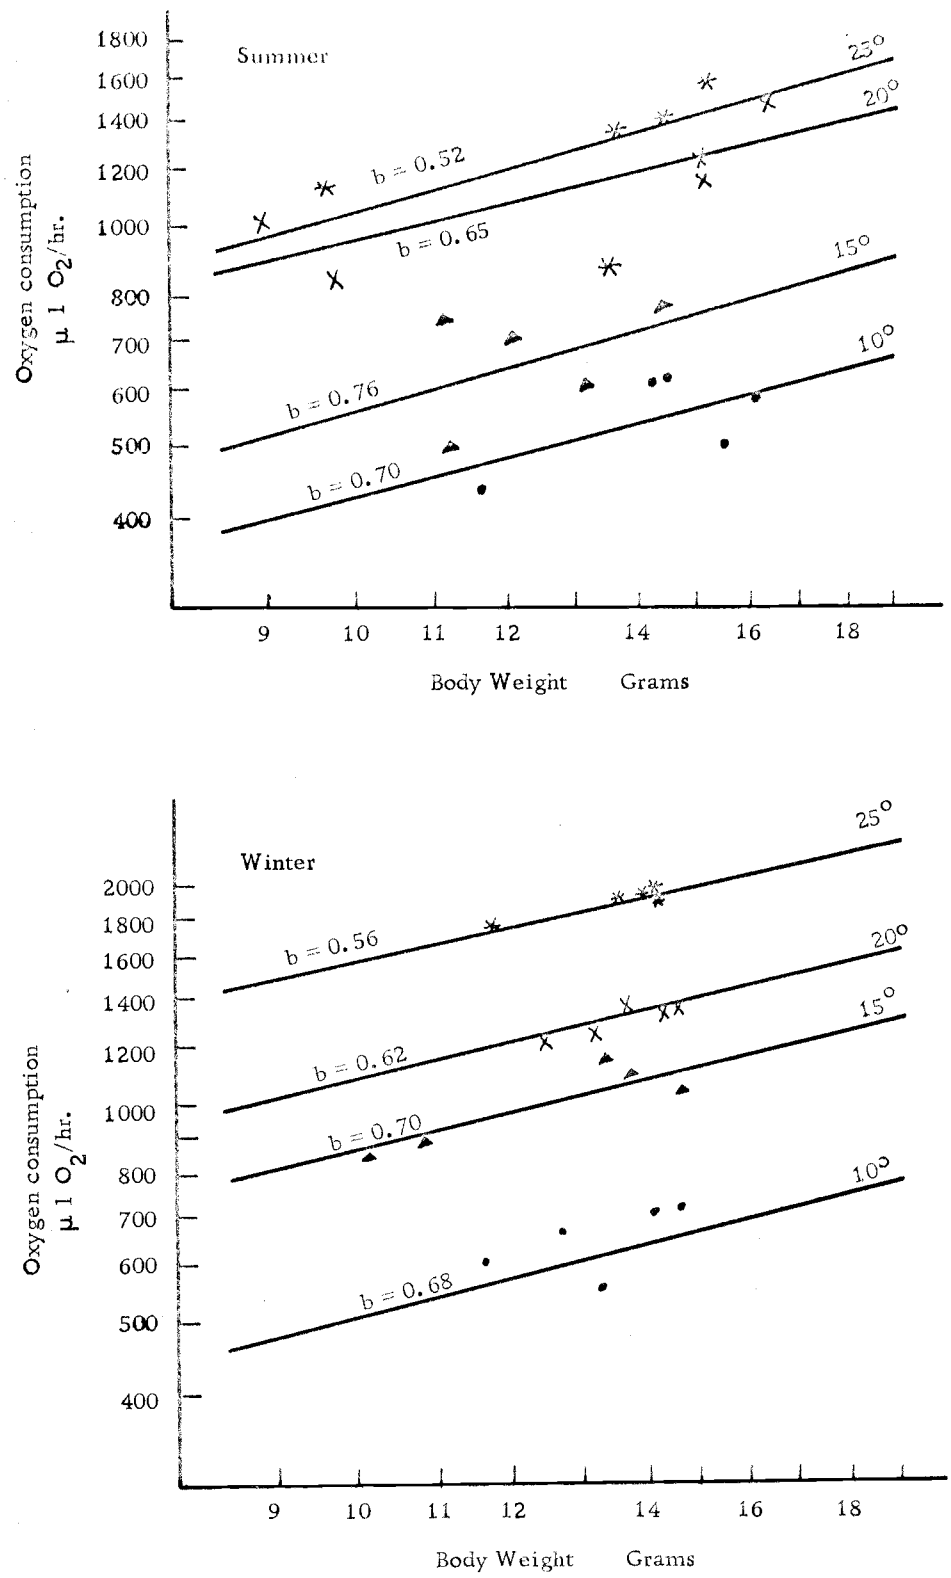 Summer
1800
1600
1400
1200
1000
800
700
600
500
400
Oxygen consumption
µ l O2/hr.
23°
20°
15°
10°
b = 0.52
b = 0.65
b = 0.76
b = 0.70
9 10 11 12 14 16 18
Body Weight Grams
Winter
2000
1800
1600
1400
1200
1000
800
700
600
500
400
Oxygen consumption
µ l O2/hr.
25°
20°
15°
10°
b = 0.56
b = 0.62
b = 0.70
b = 0.68
9 10 11 12 14 16 18
Body Weight Grams